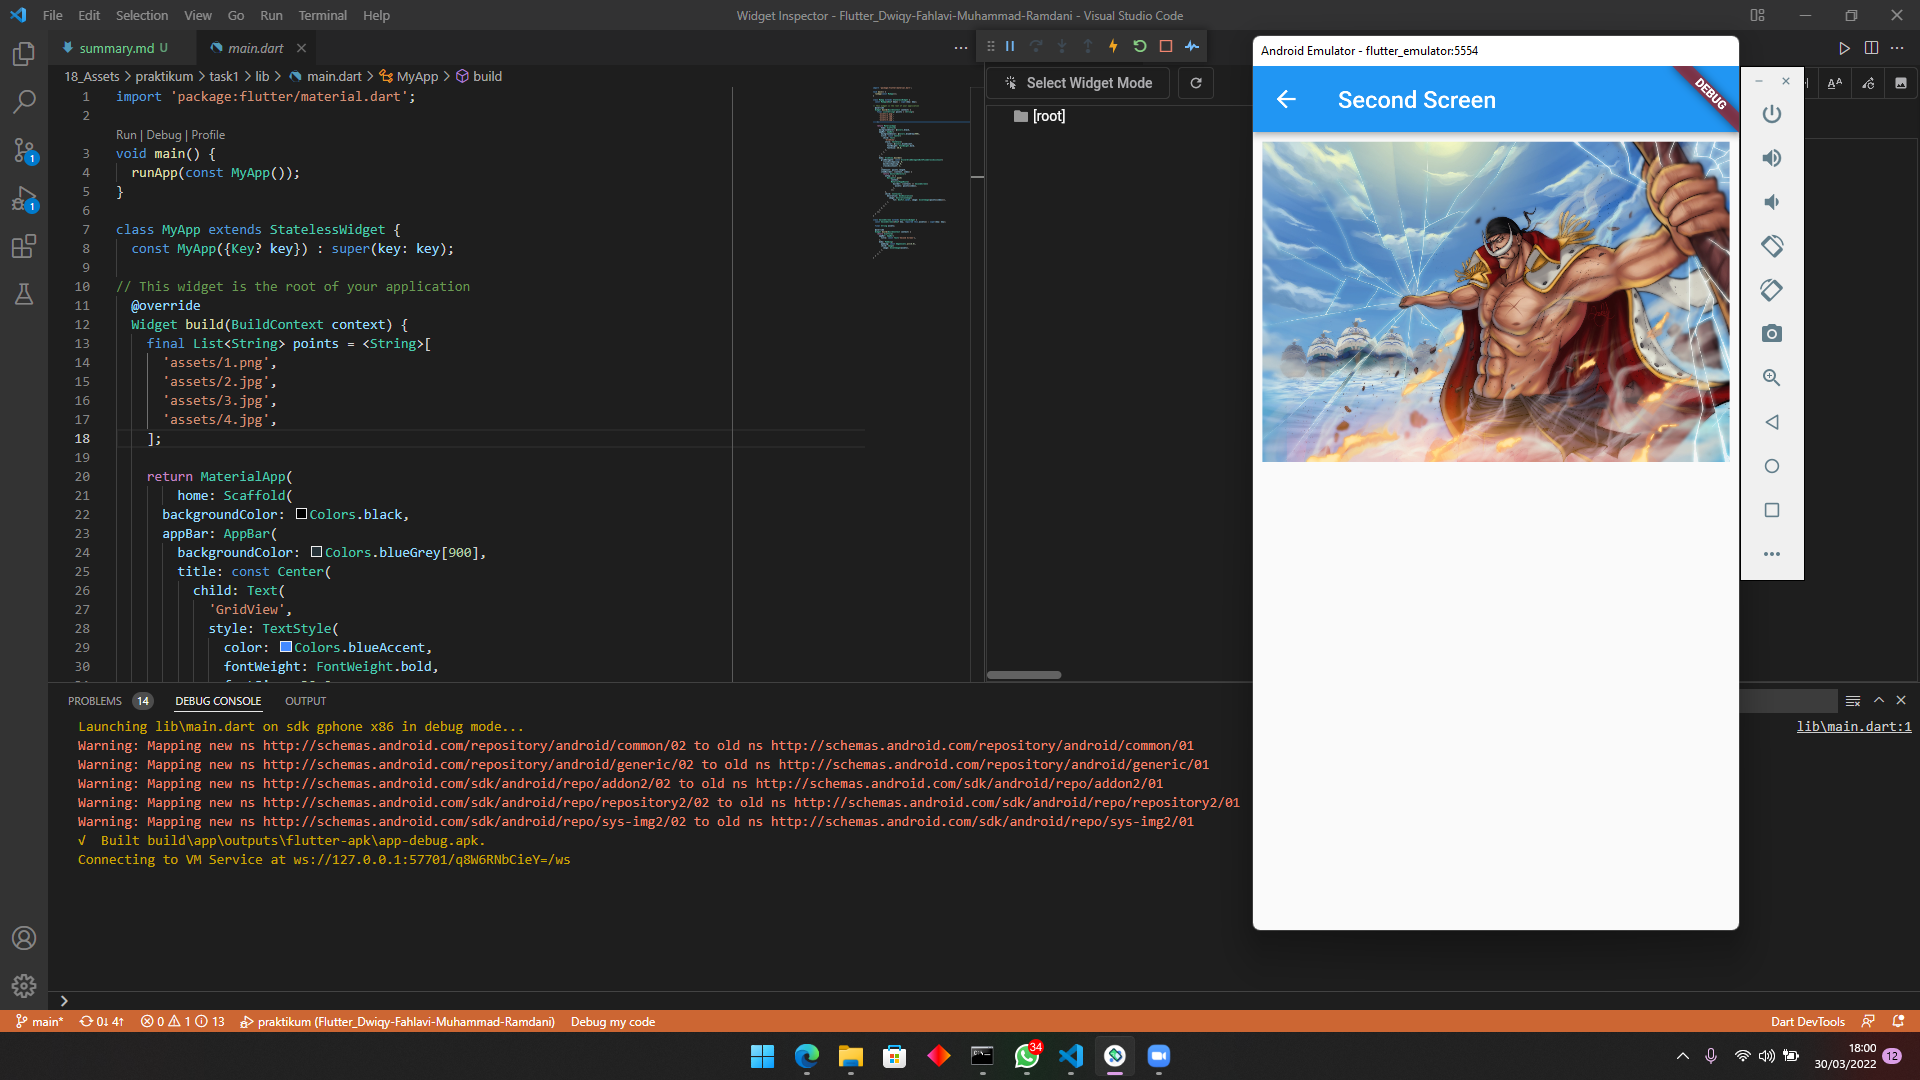 File Edit Selection View Go Run Terminal Help
Widget Inspector - Flutter_Dwiqy-Fahlavi-Muhammad-Ramdani - Visual Studio Code
summary.md U
main.dart
18_Assets > praktikum > task1 > lib > main.dart > MyApp > build
1 import 'package:flutter/material.dart';
2
Run | Debug | Profile
3 void main() {
4 runApp(const MyApp());
5 }
6
7 class MyApp extends StatelessWidget {
8 const MyApp({Key? key}) : super(key: key);
9
10 // This widget is the root of your application
11 @override
12 Widget build(BuildContext context) {
13 final List<String> points = <String>[
14 'assets/1.png',
15 'assets/2.jpg',
16 'assets/3.jpg',
17 'assets/4.jpg',
18 ];
19
20 return MaterialApp(
21 home: Scaffold(
22 backgroundColor: Colors.black,
23 appBar: AppBar(
24 backgroundColor: Colors.blueGrey[900],
25 title: const Center(
26 child: Text(
27 'GridView',
28 style: TextStyle(
29 color: Colors.blueAccent,
30 fontWeight: FontWeight.bold,
Select Widget Mode
[root]
Android Emulator - flutter_emulator:5554
Second Screen
DEBUG
PROBLEMS 14 DEBUG CONSOLE OUTPUT
Launching lib\main.dart on sdk gphone x86 in debug mode...
lib\main.dart:1
Warning: Mapping new ns http://schemas.android.com/repository/android/common/02 to old ns http://schemas.android.com/repository/android/common/01
Warning: Mapping new ns http://schemas.android.com/repository/android/generic/02 to old ns http://schemas.android.com/repository/android/generic/01
Warning: Mapping new ns http://schemas.android.com/sdk/android/repo/addon2/02 to old ns http://schemas.android.com/sdk/android/repo/addon2/01
Warning: Mapping new ns http://schemas.android.com/sdk/android/repo/repository2/02 to old ns http://schemas.android.com/sdk/android/repo/repository2/01
Warning: Mapping new ns http://schemas.android.com/sdk/android/repo/sys-img2/02 to old ns http://schemas.android.com/sdk/android/repo/sys-img2/01
√ Built build\app\outputs\flutter-apk\app-debug.apk.
Connecting to VM Service at ws://127.0.0.1:57701/q8W6RNbCieY=/ws
main* 0↓ 4↑ 0 1 13 praktikum (Flutter_Dwiqy-Fahlavi-Muhammad-Ramdani) Debug my code
Dart DevTools
34
18:00
30/03/2022
12